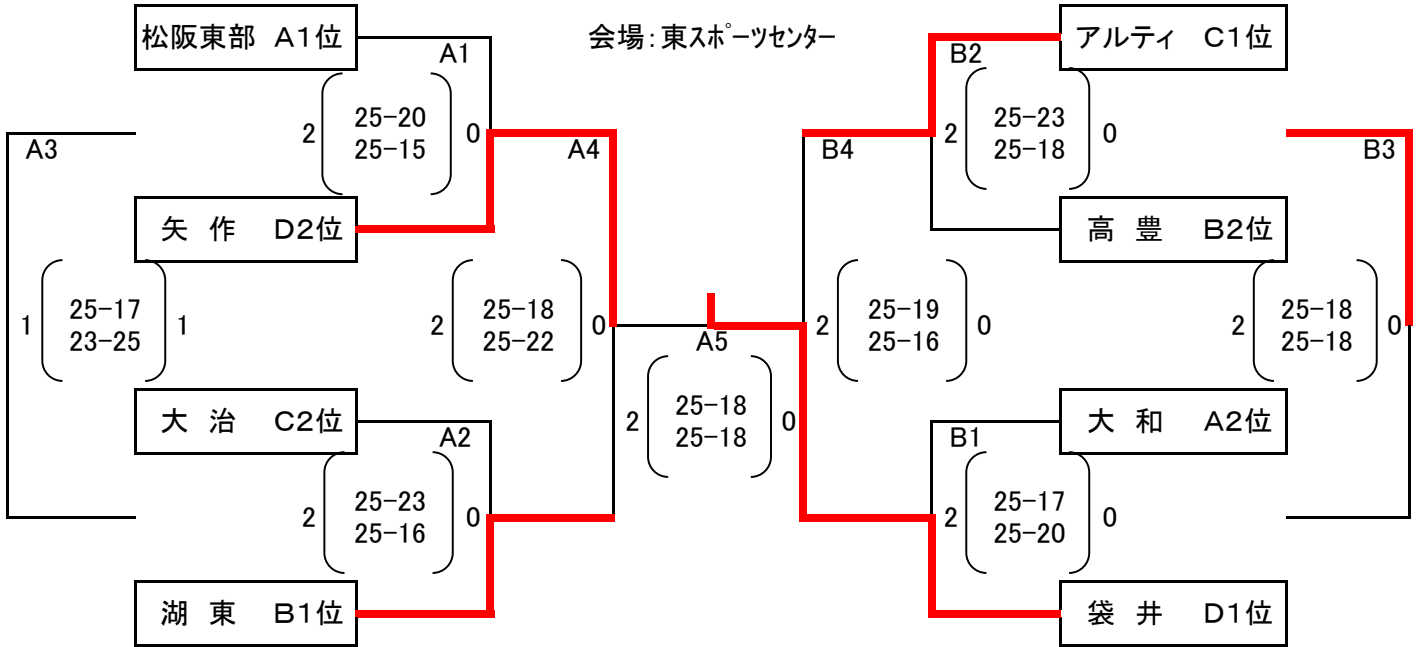 松阪東部 A1位
会場：東スポーツセンター
アルティ C1位
A1
B2
2
25-20
25-15
0
2
25-23
25-18
0
A3
A4
B4
B3
矢 作 D2位
高 豊 B2位
1
25-17
23-25
1
2
25-18
25-22
0
2
25-19
25-16
0
2
25-18
25-18
0
A5
2
25-18
25-18
0
大 治 C2位
大 和 A2位
A2
B1
2
25-23
25-16
0
2
25-17
25-20
0
湖 東 B1位
袋 井 D1位